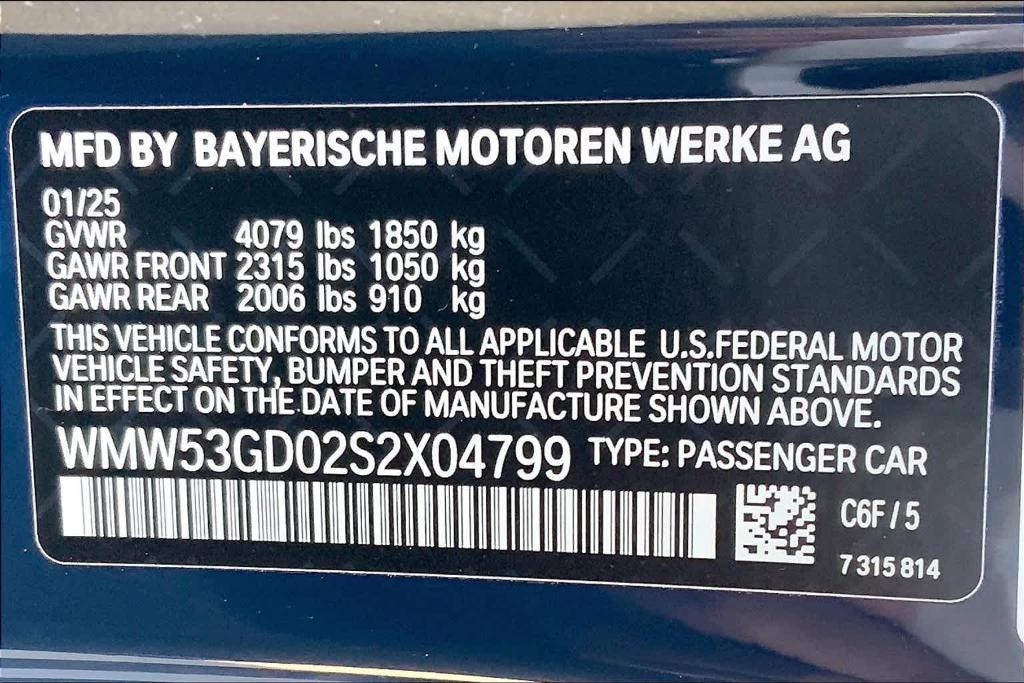 MFD BY BAYERISCHE MOTOREN WERKE AG
01/25
GVWR 4079 lbs 1850 kg
GAWR FRONT 2315 lbs 1050 kg
GAWR REAR 2006 lbs 910 kg
THIS VEHICLE CONFORMS TO ALL APPLICABLE U.S.FEDERAL MOTOR
VEHICLE SAFETY, BUMPER AND THEFT PREVENTION STANDARDS
IN EFFECT ON THE DATE OF MANUFACTURE SHOWN ABOVE.
WMW53GD02S2X04799 TYPE: PASSENGER CAR
C6F / 5
7 315 814